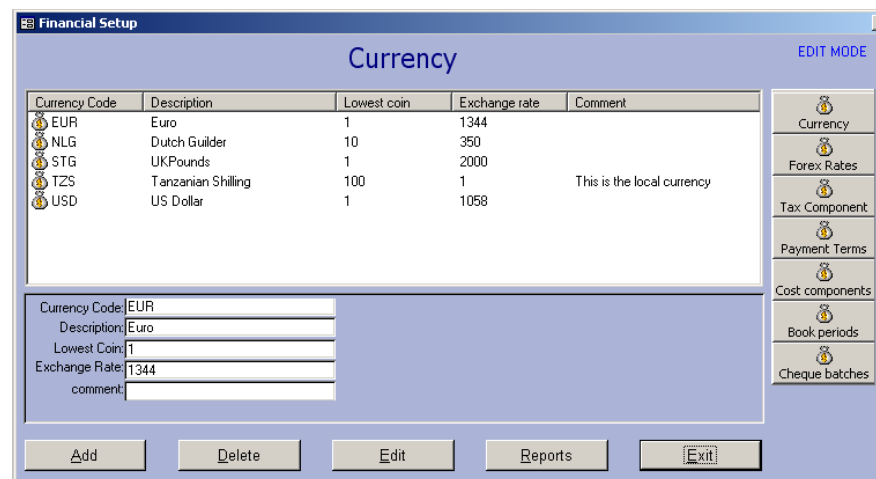 Financial Setup
Currency
EDIT MODE
Currency Code Description Lowest coin Exchange rate Comment
EUR Euro 1 1344
NLG Dutch Guilder 10 350
STG UKPounds 1 2000
TZS Tanzanian Shilling 100 1 This is the local currency
USD US Dollar 1 1058
Currency
Forex Rates
Tax Component
Payment Terms
Cost components
Book periods
Cheque batches
Currency Code: EUR
Description: Euro
Lowest Coin: 1
Exchange Rate: 1344
comment:
Add Delete Edit Reports Exit